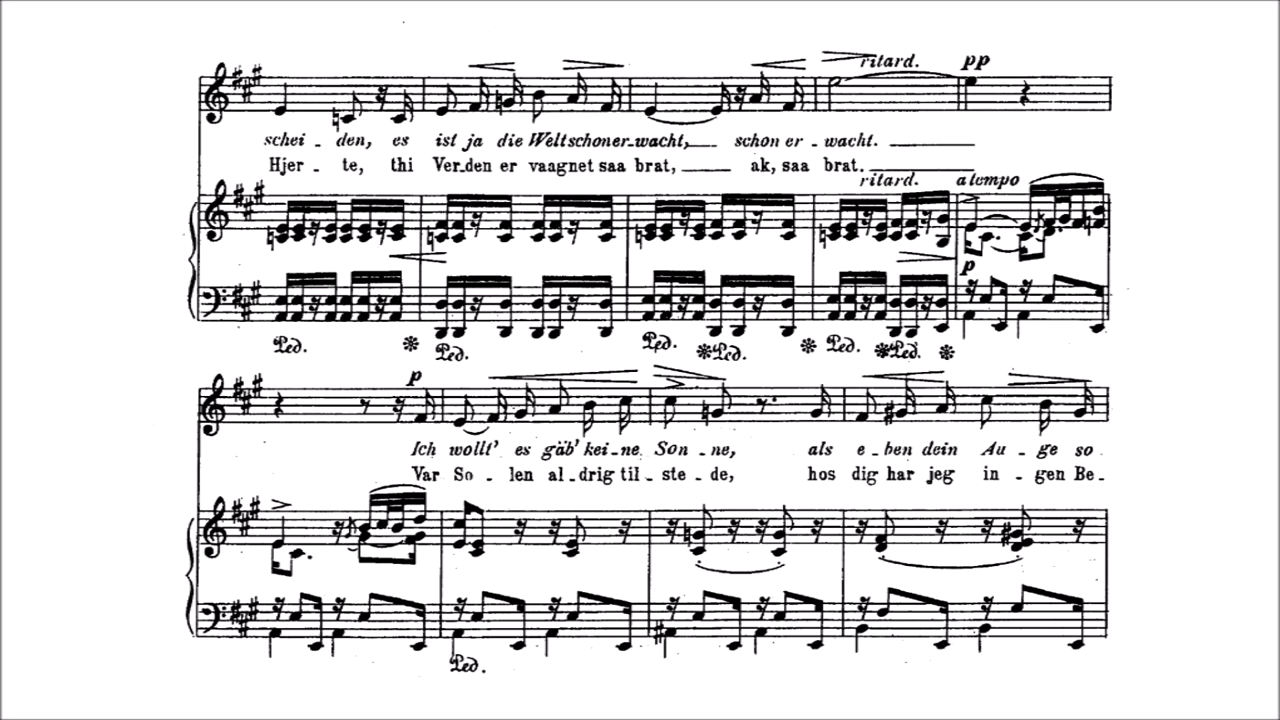 ritard. pp
schei - den, es ist ja die Welt schon er - wacht, schon er - wacht.
Hjer - te, thi Ver - den er vaagnet saa brat, ak, saa brat.
ritard. a tempo
p
Ped. Ped. Ped. Ped. Ped. Ped.
p
Ich wollt' es gäb' kei - ne Son - ne, als e - ben dein Au - ge so
Var So - len al - drig til - ste - de, hos dig har jeg in - gen Be -
Ped.